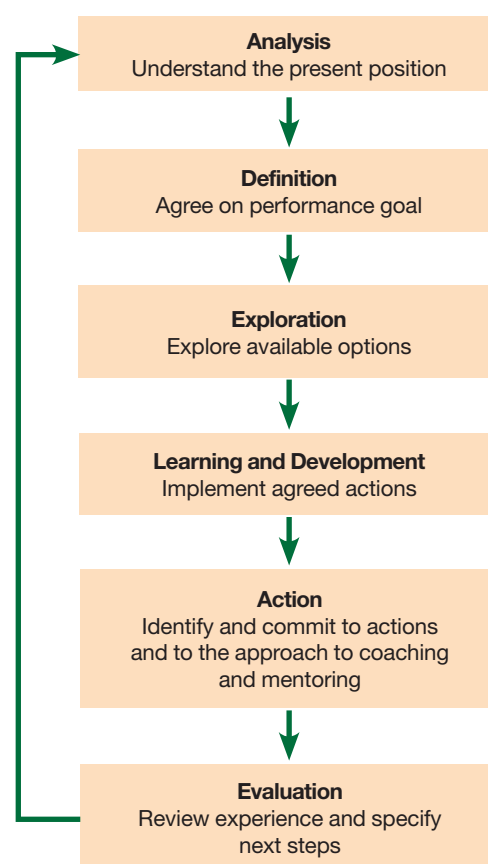 Analysis
Understand the present position
Definition
Agree on performance goal
Exploration
Explore available options
Learning and Development
Implement agreed actions
Action
Identify and commit to actions
and to the approach to coaching
and mentoring
Evaluation
Review experience and specify
next steps